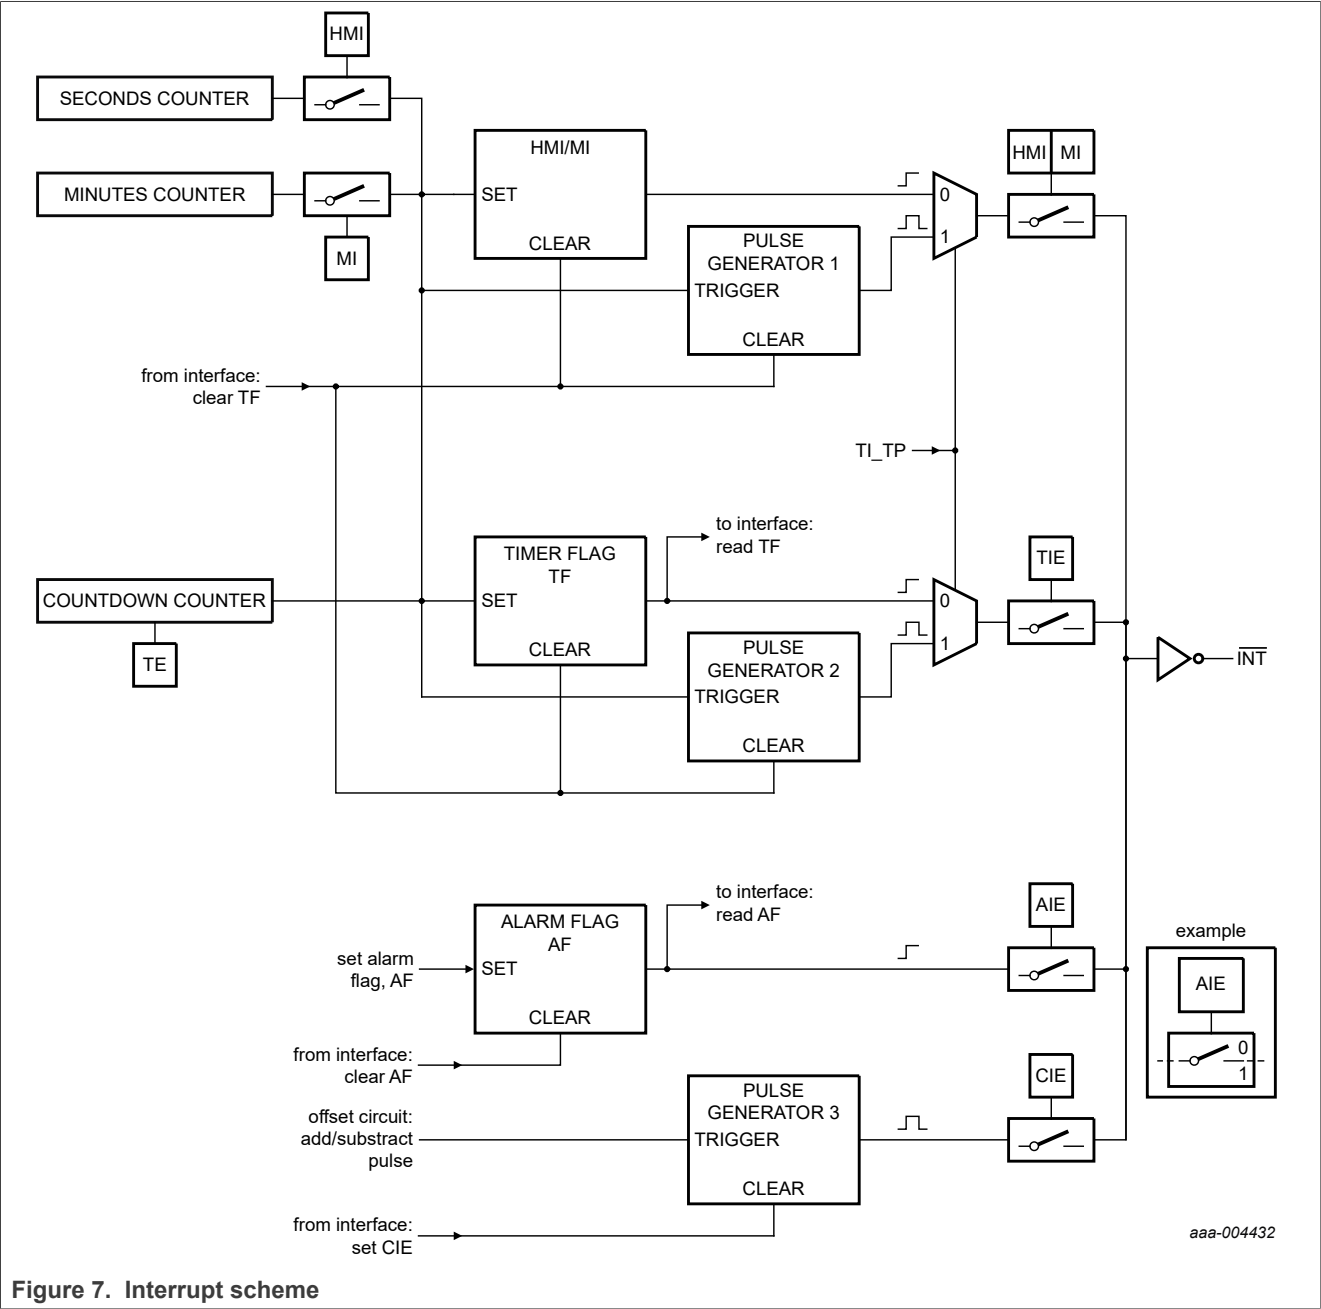 HMI
SECONDS COUNTER
MINUTES COUNTER
MI
HMI/MI
SET
CLEAR
PULSE
GENERATOR 1
TRIGGER
CLEAR
0
1
HMI MI
from interface:
clear TF
TI_TP
to interface:
read TF
TIMER FLAG
TF
SET
CLEAR
COUNTDOWN COUNTER
TE
PULSE
GENERATOR 2
TRIGGER
CLEAR
0
1
TIE
INT
to interface:
read AF
ALARM FLAG
AF
SET
CLEAR
set alarm
flag, AF
from interface:
clear AF
AIE
example
AIE
0
1
offset circuit:
add/substract
pulse
PULSE
GENERATOR 3
TRIGGER
CLEAR
CIE
from interface:
set CIE
aaa-004432
Figure 7. Interrupt scheme